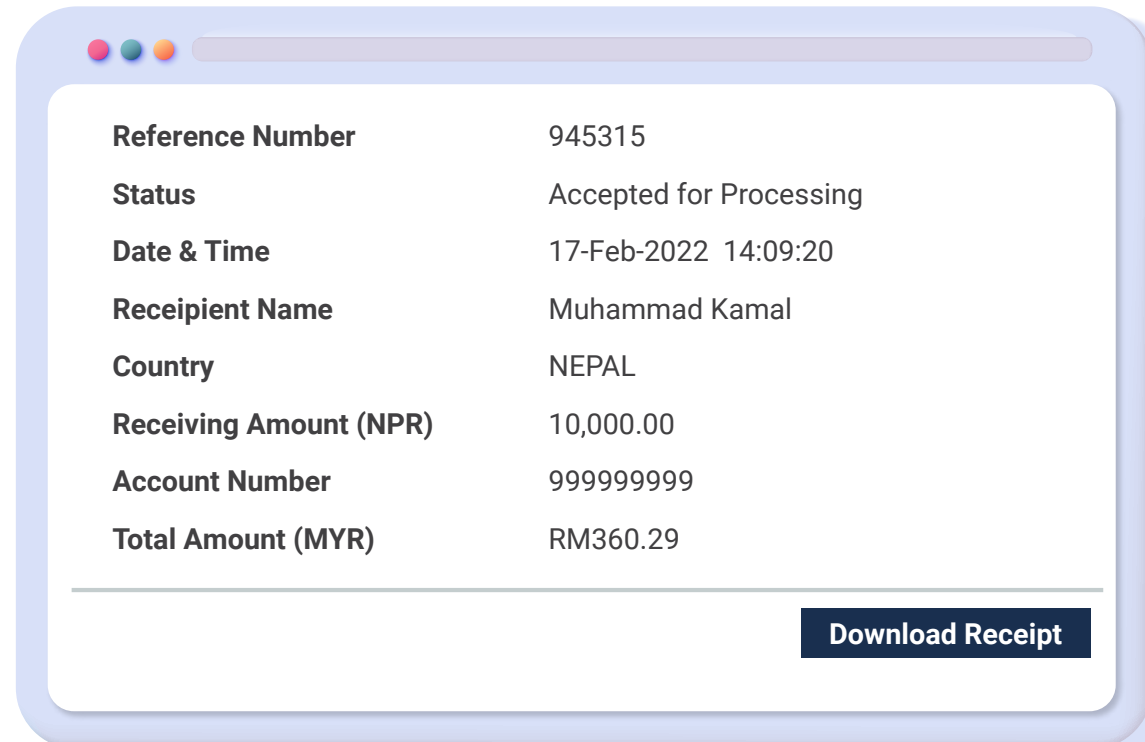 Reference Number 945315
Status Accepted for Processing
Date & Time 17-Feb-2022 14:09:20
Receipient Name Muhammad Kamal
Country NEPAL
Receiving Amount (NPR) 10,000.00
Account Number 999999999
Total Amount (MYR) RM360.29
Download Receipt